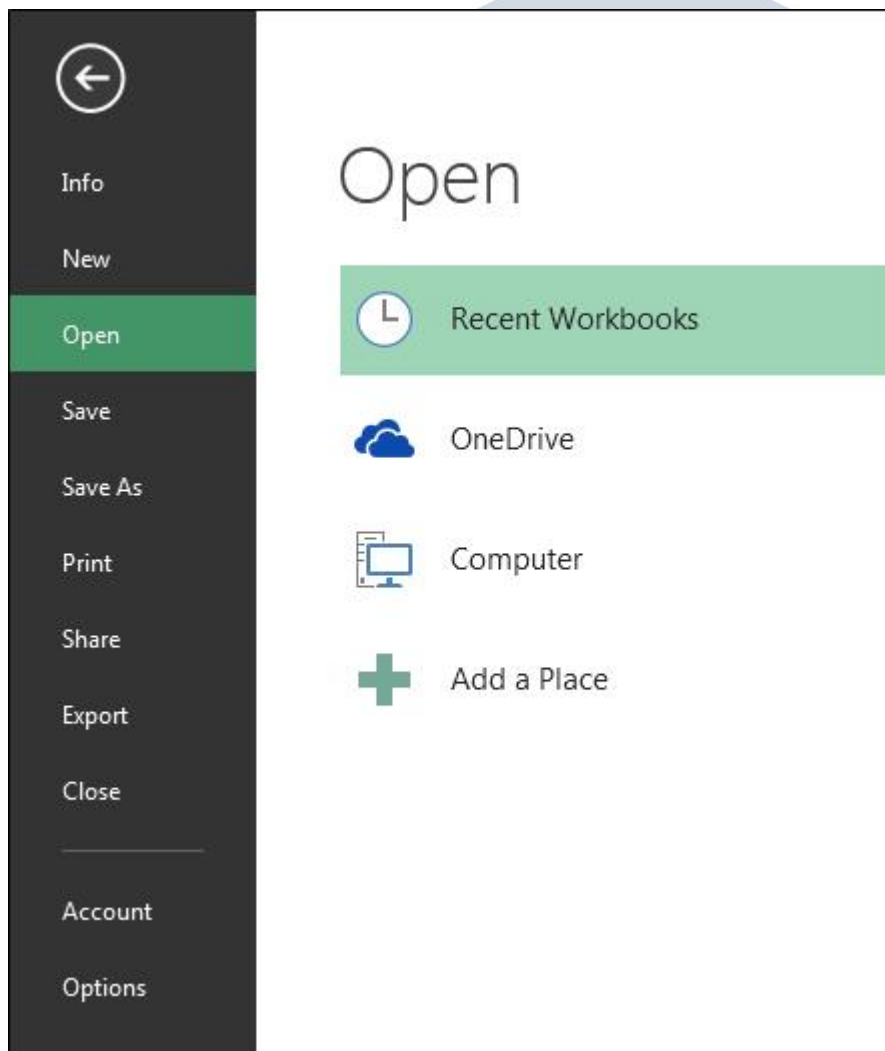 Info
New
Open
Save
Save As
Print
Share
Export
Close
Account
Options
Open
Recent Workbooks
OneDrive
Computer
Add a Place